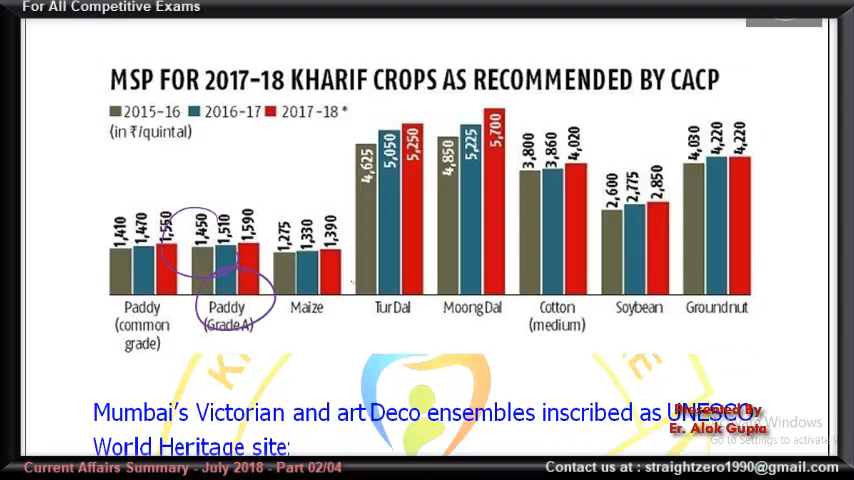 For All Competitive Exams
MSP FOR 2017-18 KHARIF CROPS AS RECOMMENDED BY CACP
2015-16 2016-17 2017-18 *
(in ₹/quintal)
1,410 1,470 1,550 1,450 1,510 1,590 1,275 1,330 1,390 4,625 5,050 5,250 4,850 5,225 5,700 3,800 3,860 4,020 2,600 2,775 2,850 4,030 4,220 4,220
Paddy (common grade)
Paddy (Grade A)
Maize
Tur Dal
Moong Dal
Cotton (medium)
Soybean
Groundnut
Mumbai's Victorian and art Deco ensembles inscribed as UNESCO
World Heritage site:
Presented By
Er. Alok Gupta
Windows
Go to Settings to activate
Current Affairs Summary - July 2018 - Part 02/04
Contact us at : straightzero1990@gmail.com